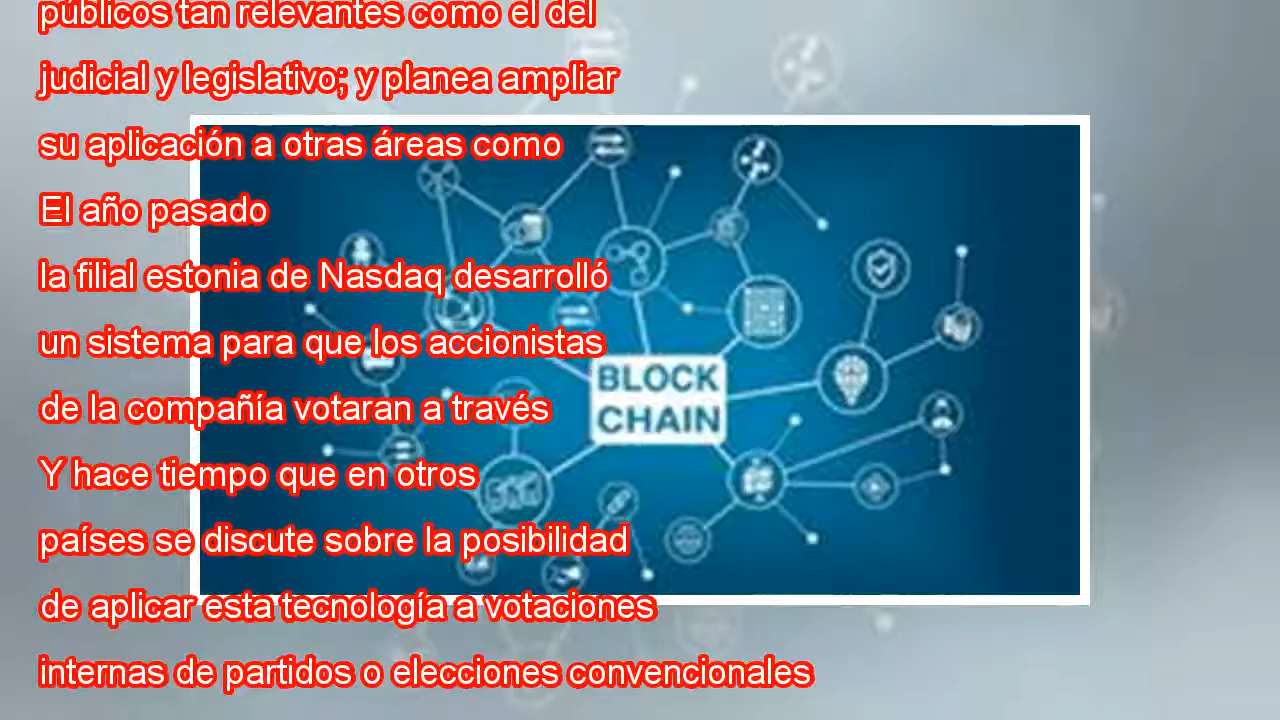 públicos tan relevantes como el del
judicial y legislativo; y planea ampliar
su aplicación a otras áreas como
El año pasado
la filial estonia de Nasdaq desarrolló
un sistema para que los accionistas
de la compañía votaran a través
Y hace tiempo que en otros
países se discute sobre la posibilidad
de aplicar esta tecnología a votaciones
internas de partidos o elecciones convencionales
BLOCK
CHAIN